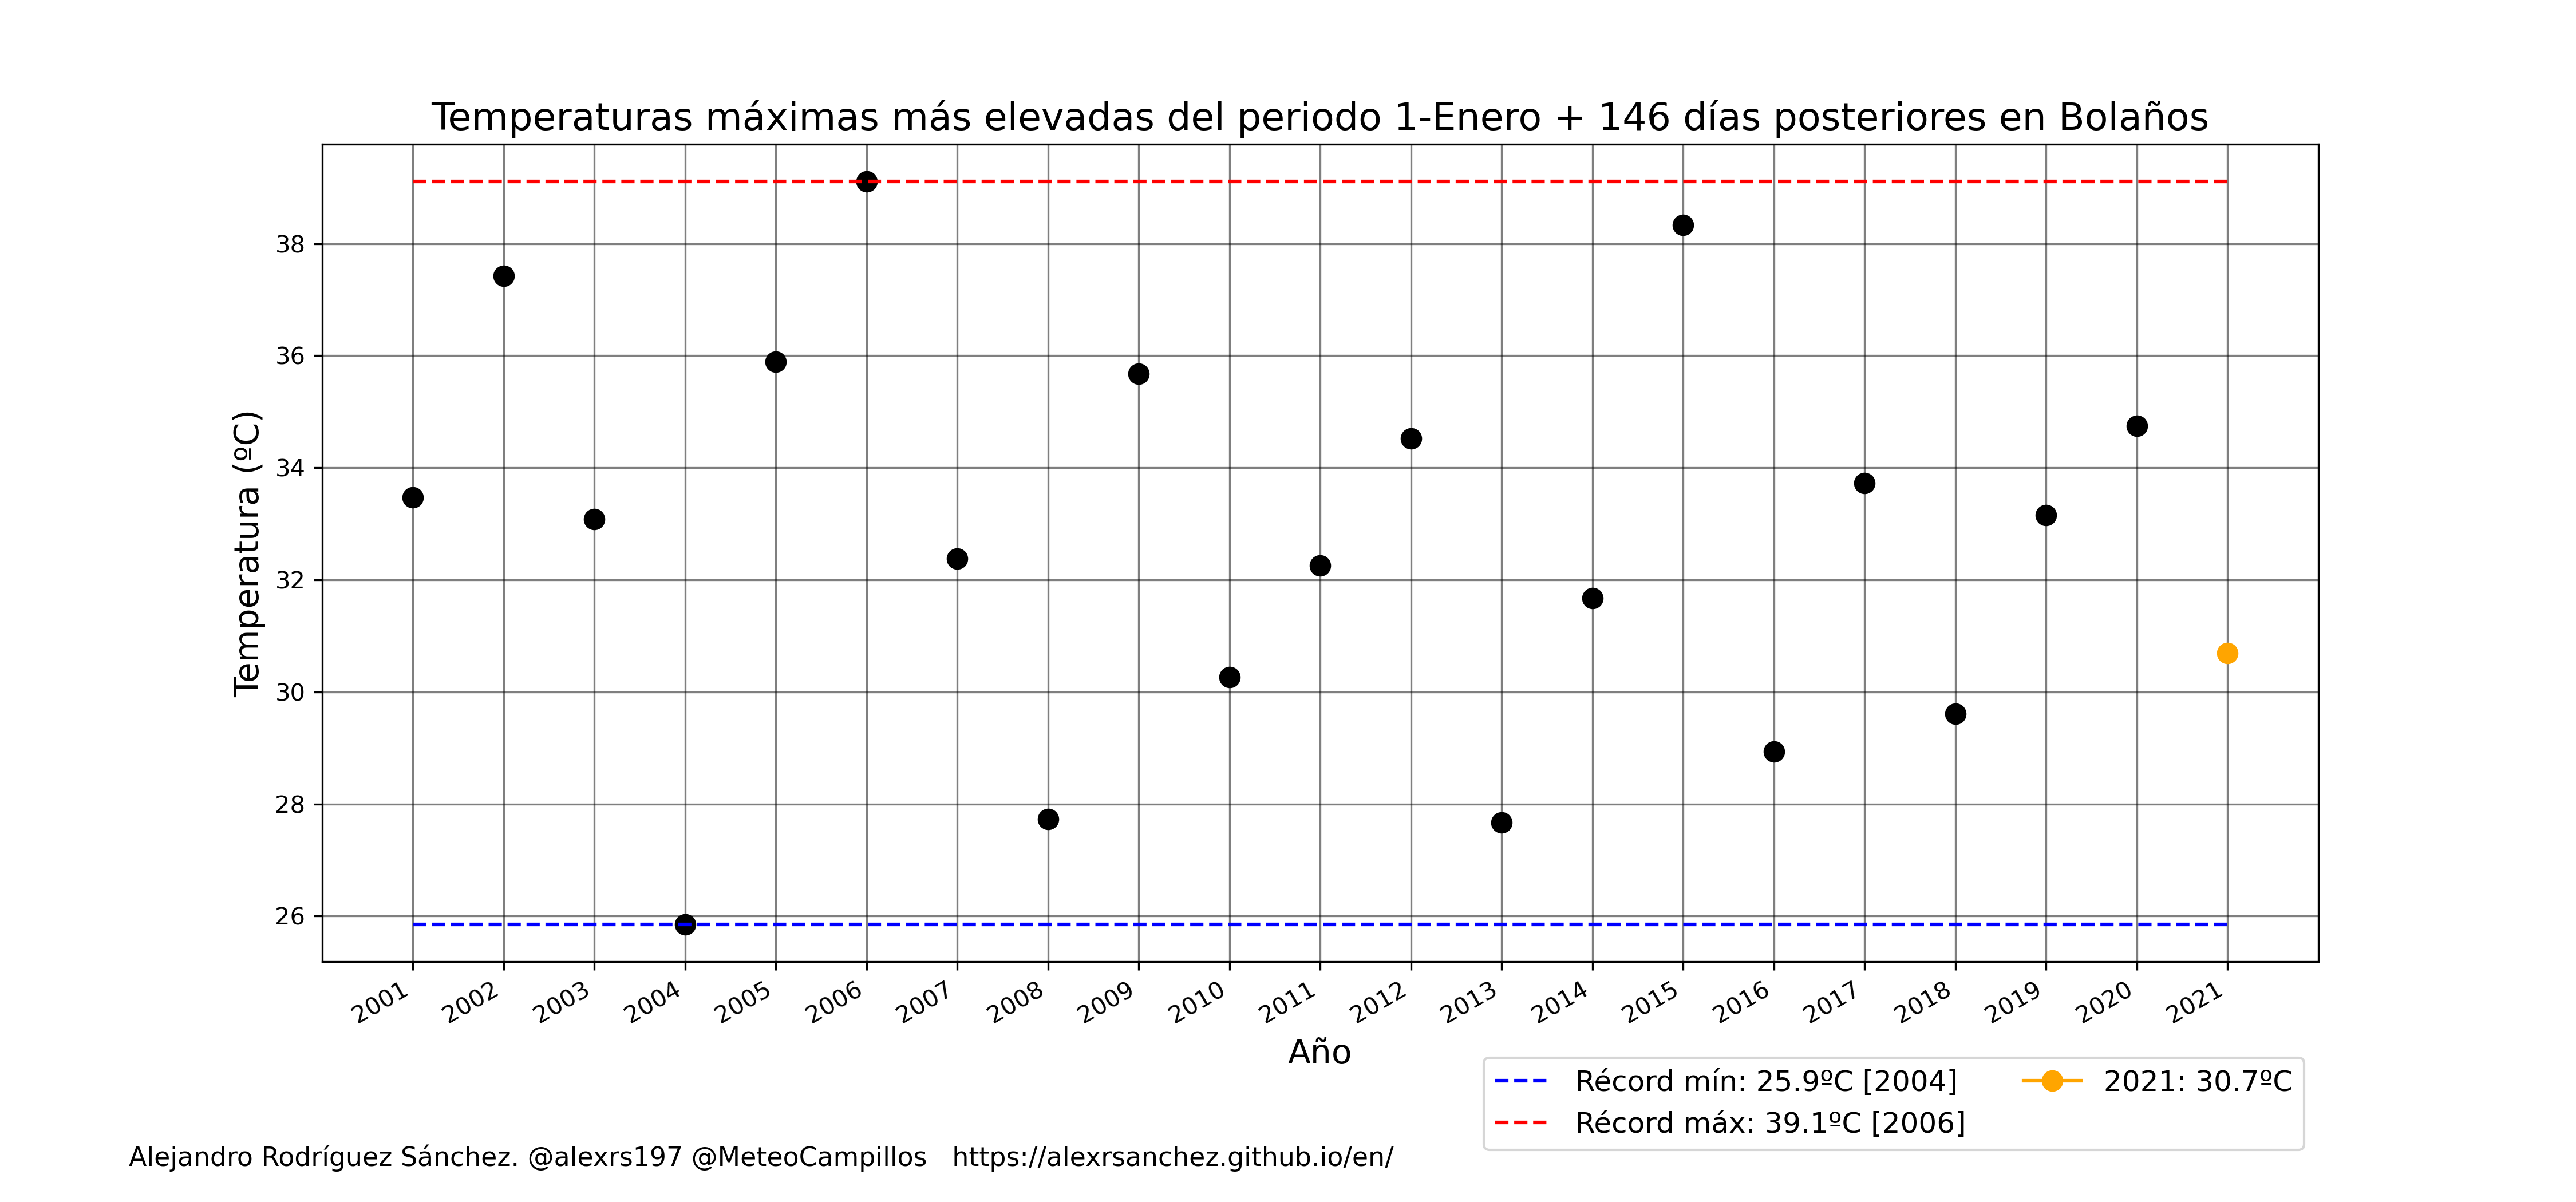 Temperaturas máximas más elevadas del periodo 1-Enero + 146 días posteriores en Bolaños
Temperatura (ºC)
38
36
34
32
30
28
26
2001 2002 2003 2004 2005 2006 2007 2008 2009 2010 2011 2012 2013 2014 2015 2016 2017 2018 2019 2020 2021
Año
Récord mín: 25.9ºC [2004]
Récord máx: 39.1ºC [2006]
2021: 30.7ºC
Alejandro Rodríguez Sánchez. @alexrs197 @MeteoCampillos https://alexrsanchez.github.io/en/